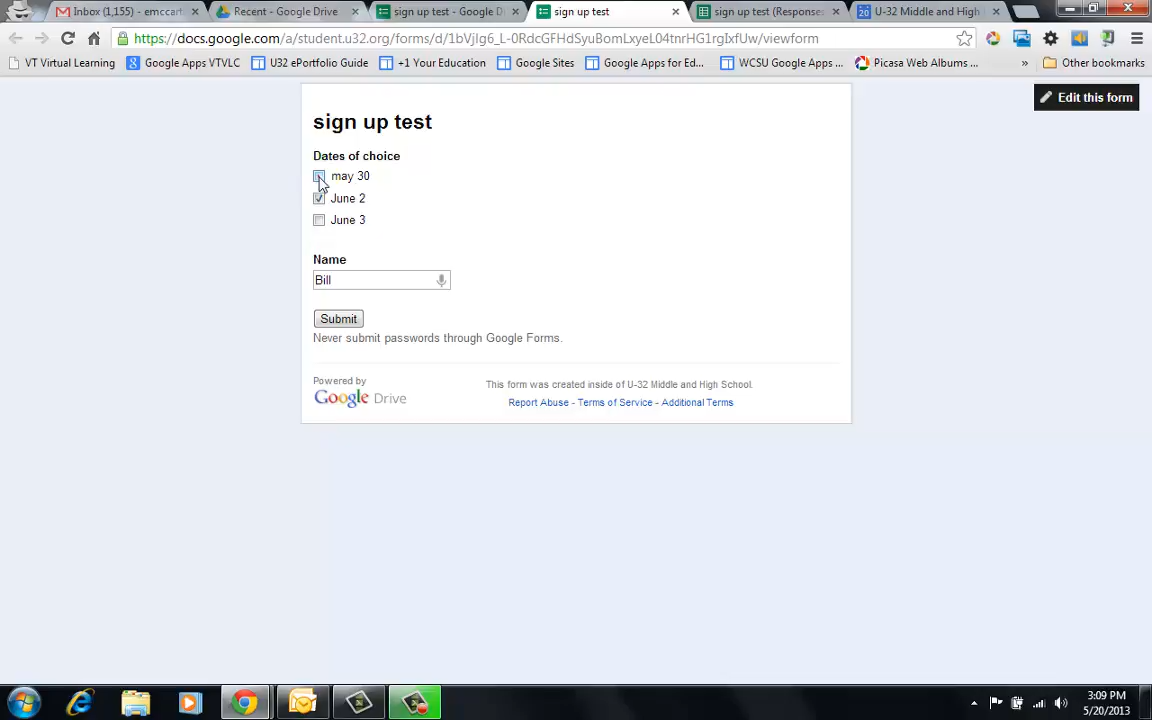 Inbox (1,155) - emccart
Recent - Google Drive
sign up test - Google D
sign up test
sign up test (Responses
U-32 Middle and High
https://docs.google.com/a/student.u32.org/forms/d/1bVjIg6_L-0RdcGFHdSyuBomLxyeL04tnrHG1rgIxfUw/viewform
VT Virtual Learning
Google Apps VTVLC
U32 ePortfolio Guide
+1 Your Education
Google Sites
Google Apps for Ed...
WCSU Google Apps ...
Picasa Web Albums ...
»
Other bookmarks
Edit this form
sign up test
Dates of choice
may 30
June 2
June 3
Name
Bill
Submit
Never submit passwords through Google Forms.
Powered by
Google Drive
This form was created inside of U-32 Middle and High School.
Report Abuse - Terms of Service - Additional Terms
3:09 PM
5/20/2013